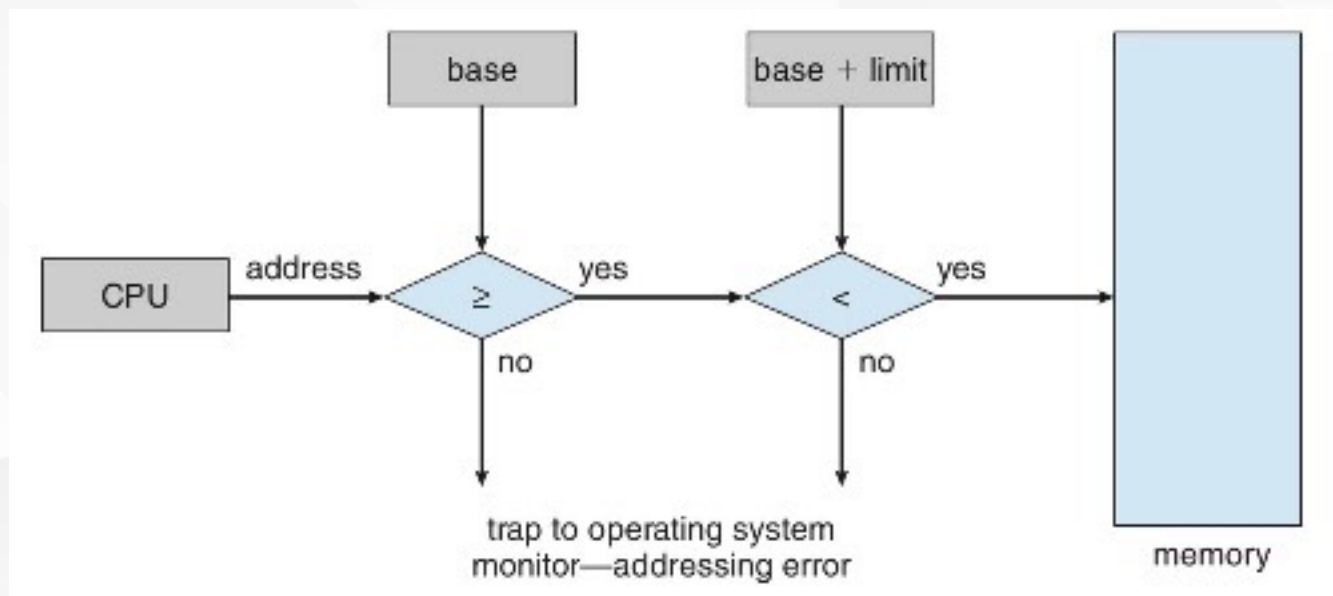 base
base + limit
CPU
address
≥
yes
<
yes
no
no
trap to operating system
monitor—addressing error
memory